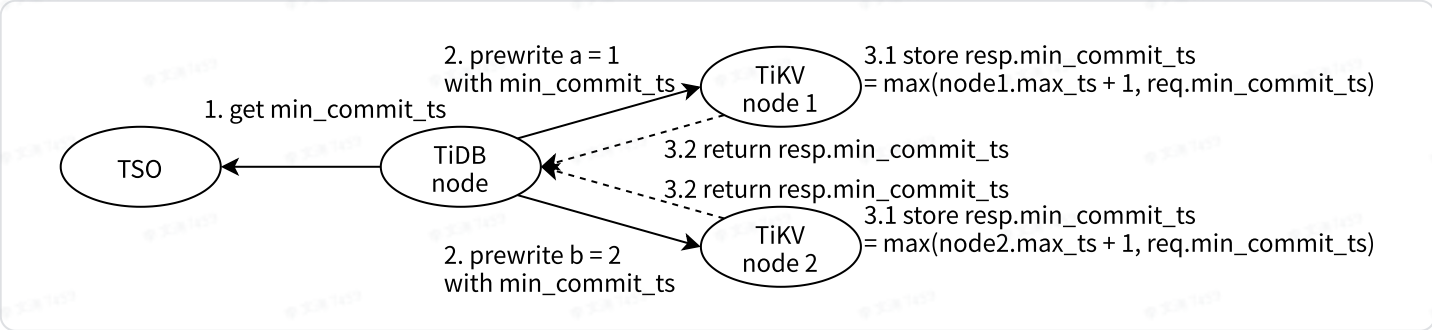 2. prewrite a = 1
with min_commit_ts
TiKV
node 1
3.1 store resp.min_commit_ts
= max(node1.max_ts + 1, req.min_commit_ts)
1. get min_commit_ts
TSO
TiDB
node
3.2 return resp.min_commit_ts
3.2 return resp.min_commit_ts
TiKV
node 2
3.1 store resp.min_commit_ts
= max(node2.max_ts + 1, req.min_commit_ts)
2. prewrite b = 2
with min_commit_ts